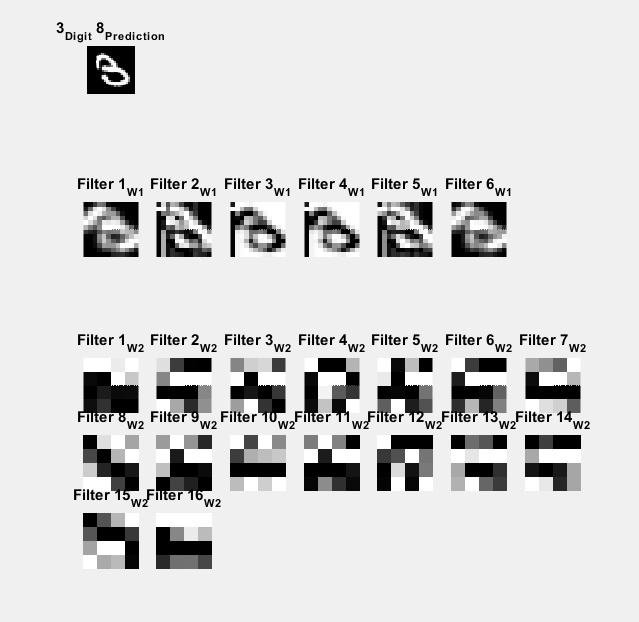 3Digit 8Prediction
Filter 1W1 Filter 2W1 Filter 3W1 Filter 4W1 Filter 5W1 Filter 6W1
Filter 1W2 Filter 2W2 Filter 3W2 Filter 4W2 Filter 5W2 Filter 6W2 Filter 7W2
Filter 8W2 Filter 9W2 Filter 10W2 Filter 11W2 Filter 12W2 Filter 13W2 Filter 14W2
Filter 15W2 Filter 16W2